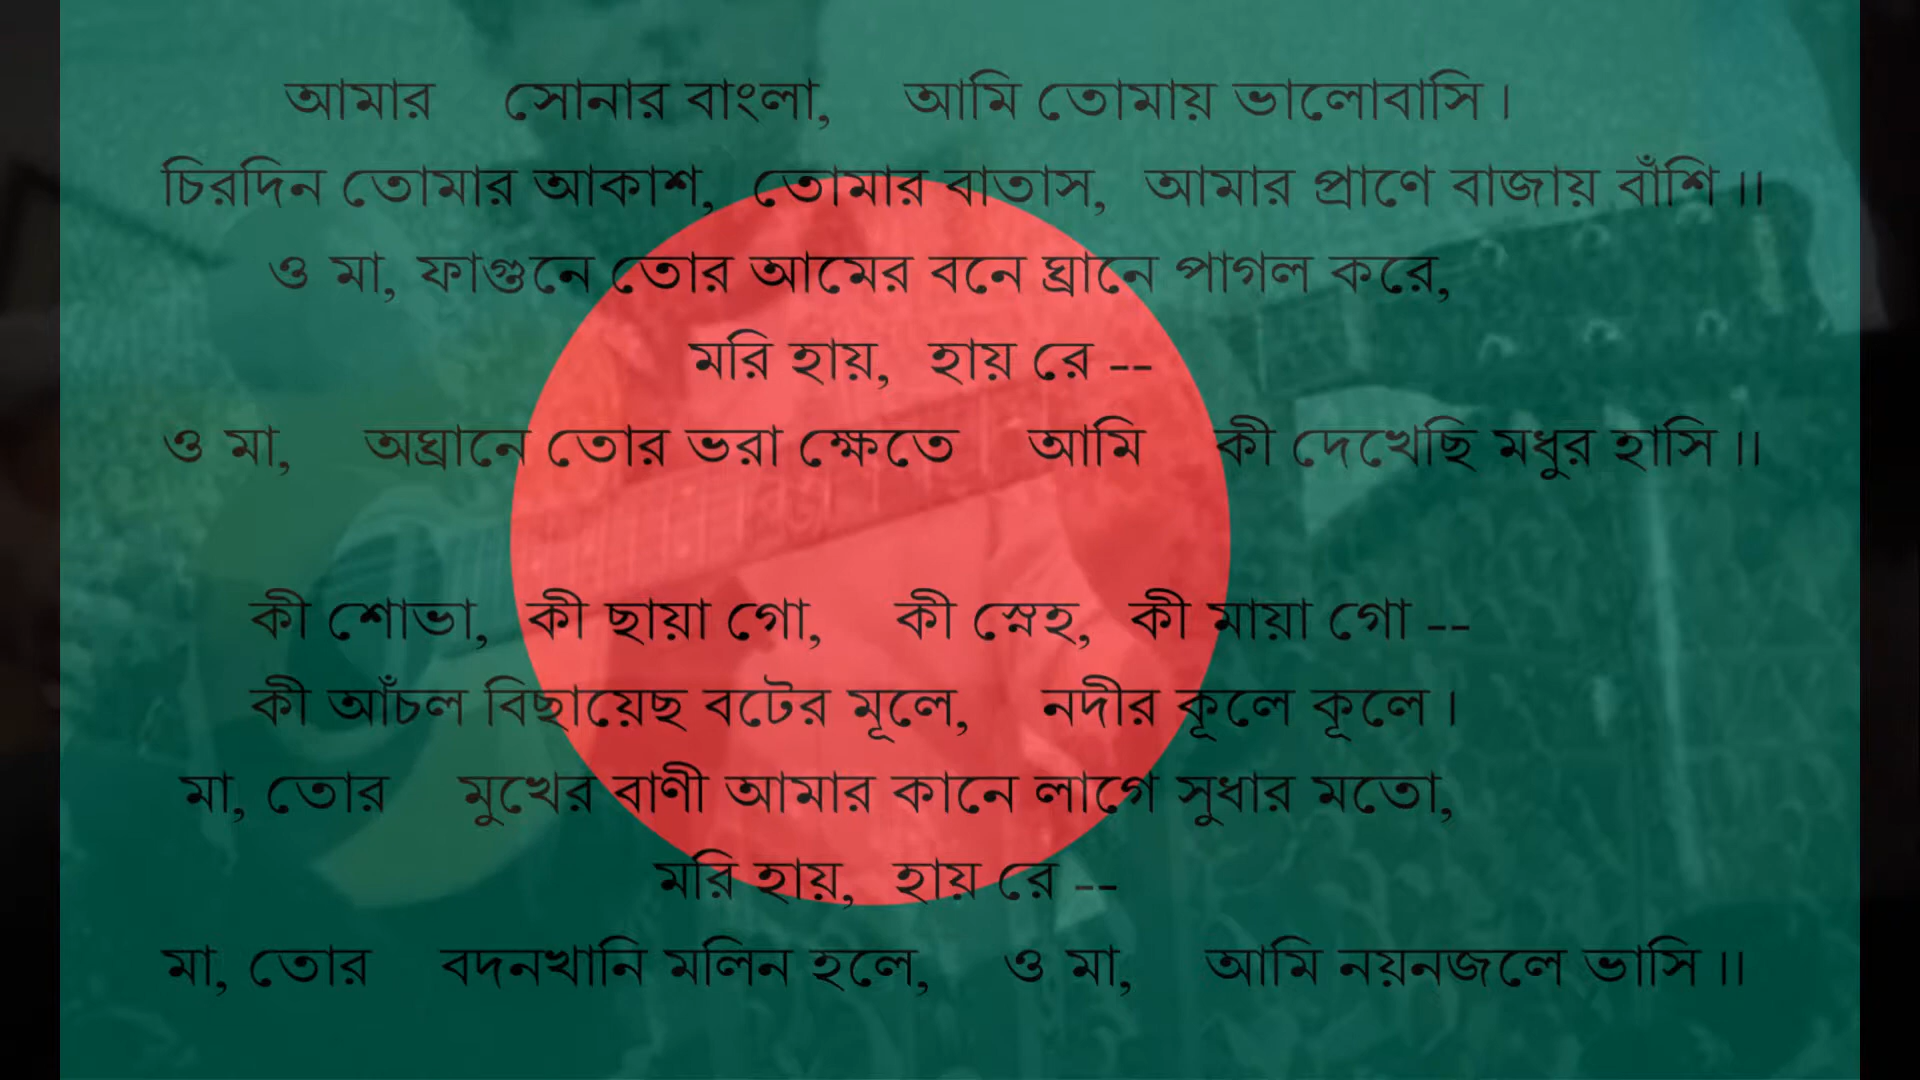 আমার সোনার বাংলা, আমি তোমায় ভালোবাসি।
চিরদিন তোমার আকাশ, তোমার বাতাস, আমার প্রাণে বাজায় বাঁশি॥
ও মা, ফাগুনে তোর আমের বনে ঘ্রানে পাগল করে,
মরি হায়, হায় রে --
ও মা, অঘ্রানে তোর ভরা ক্ষেতে আমি কী দেখেছি মধুর হাসি॥
কী শোভা, কী ছায়া গো, কী স্নেহ, কী মায়া গো --
কী আঁচল বিছায়েছ বটের মূলে, নদীর কূলে কূলে।
মা, তোর মুখের বাণী আমার কানে লাগে সুধার মতো,
মরি হায়, হায় রে --
মা, তোর বদনখানি মলিন হলে, ও মা, আমি নয়নজলে ভাসি॥